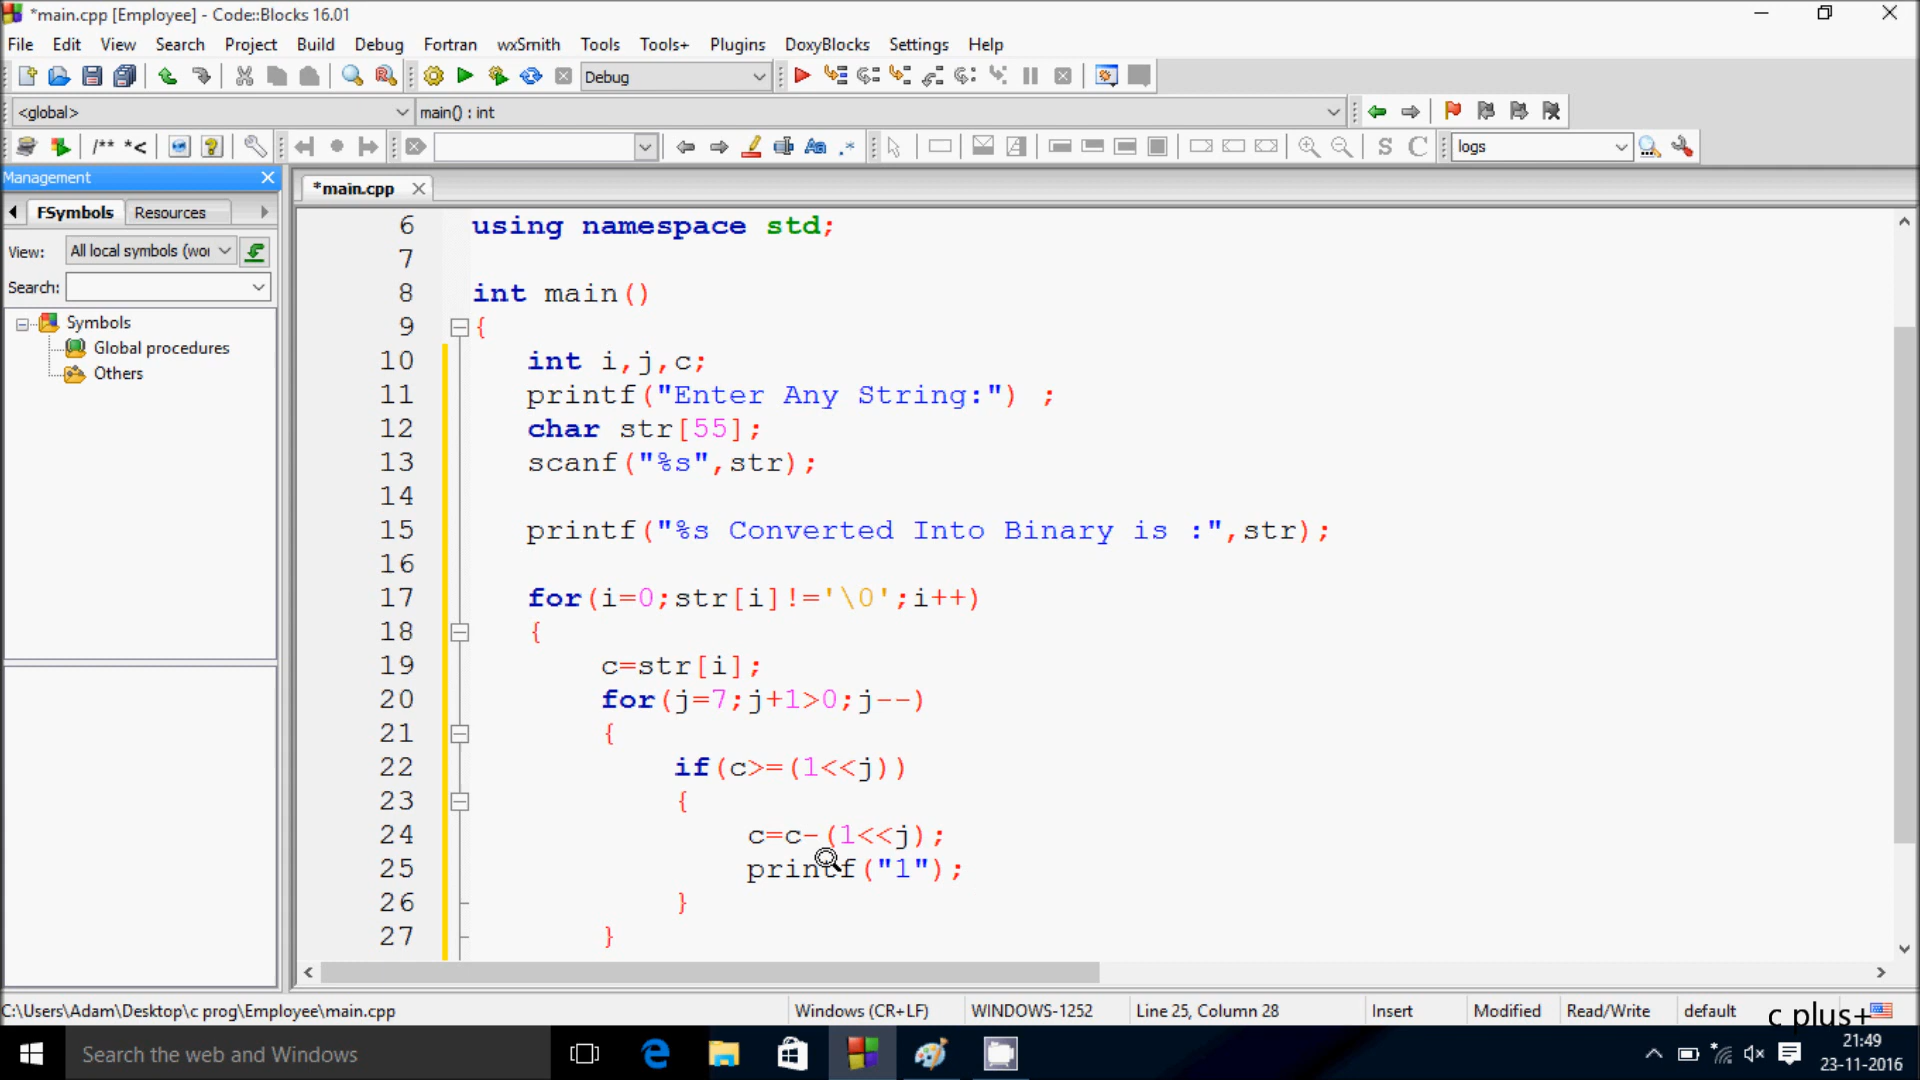 *main.cpp [Employee] - Code::Blocks 16.01
File Edit View Search Project Build Debug Fortran wxSmith Tools Tools+ Plugins DoxyBlocks Settings Help
Debug
<global> main() : int
/** *< logs
Management
FSymbols Resources
View: All local symbols (wor
Search:
Symbols
Global procedures
Others
*main.cpp
6 using namespace std;
7
8 int main()
9 {
10 int i,j,c;
11 printf("Enter Any String:") ;
12 char str[55];
13 scanf("%s",str);
14
15 printf("%s Converted Into Binary is :",str);
16
17 for(i=0;str[i]!='\0';i++)
18 {
19 c=str[i];
20 for(j=7;j+1>0;j--)
21 {
22 if(c>=(1<<j))
23 {
24 c=c-(1<<j);
25 printf("1");
26 }
27 }
C:\Users\Adam\Desktop\c prog\Employee\main.cpp Windows (CR+LF) WINDOWS-1252 Line 25, Column 28 Insert Modified Read/Write default
c plus+
Search the web and Windows
21:49
23-11-2016